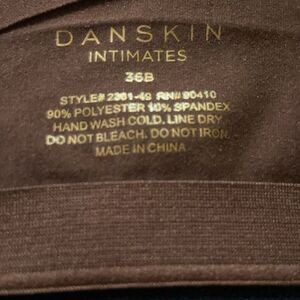 DANSKIN
INTIMATES
36B
STYLE# 2361-49 RN# 90410
90% POLYESTER 10% SPANDEX
HAND WASH COLD. LINE DRY
DO NOT BLEACH. DO NOT IRON.
MADE IN CHINA